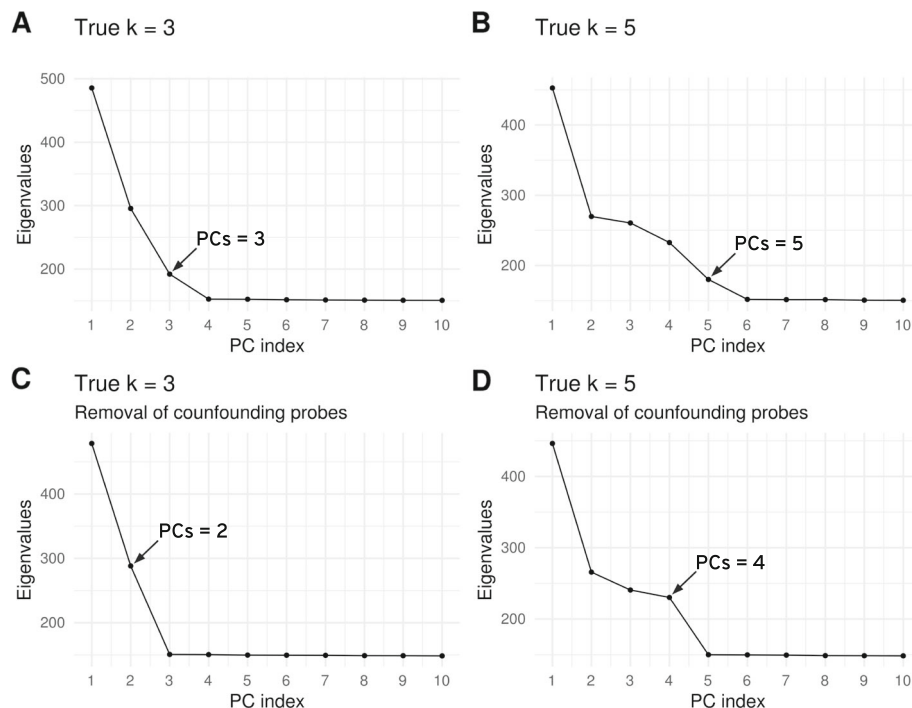 A True k = 3
Eigenvalues
500
400
300
200
PCs = 3
1 2 3 4 5 6 7 8 9 10
PC index
B True k = 5
Eigenvalues
400
300
200
PCs = 5
1 2 3 4 5 6 7 8 9 10
PC index
C True k = 3
Removal of counfounding probes
Eigenvalues
400
300
200
PCs = 2
1 2 3 4 5 6 7 8 9 10
PC index
D True k = 5
Removal of counfounding probes
Eigenvalues
400
300
200
PCs = 4
1 2 3 4 5 6 7 8 9 10
PC index